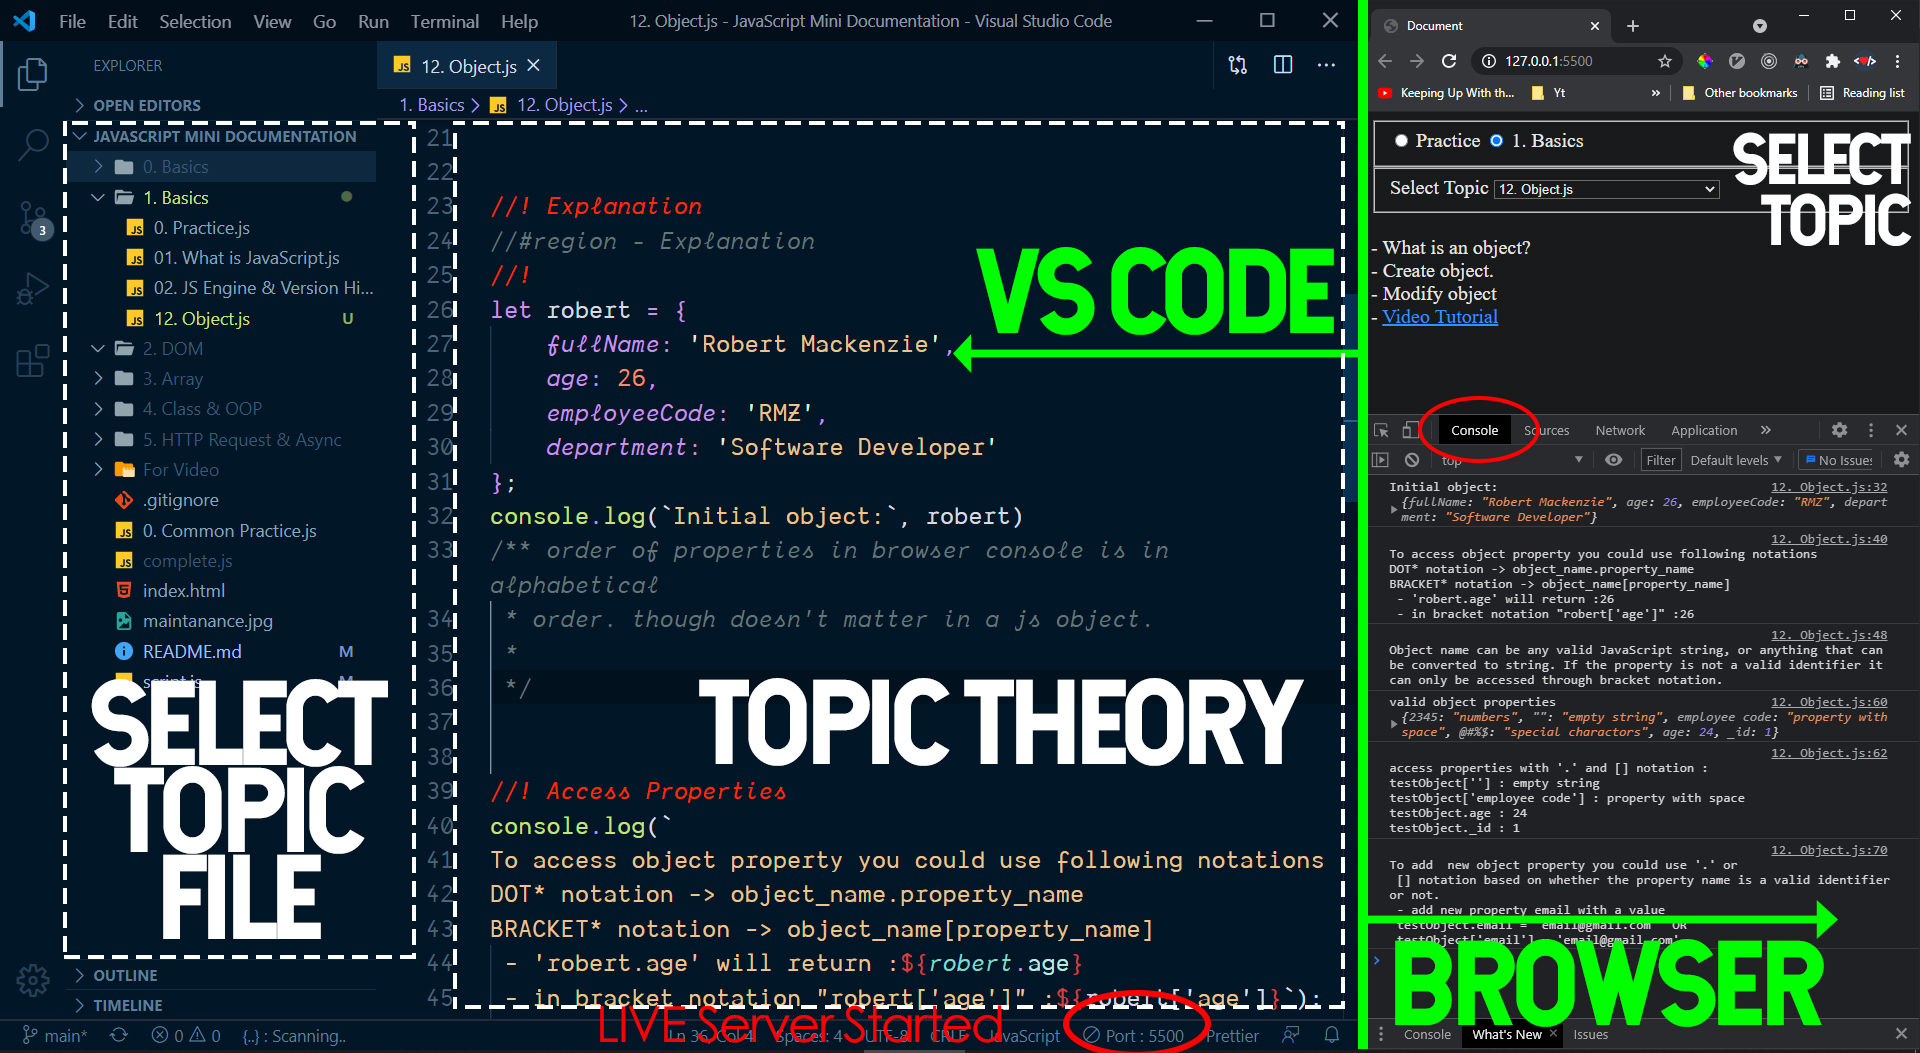 File Edit Selection View Go Run Terminal Help
12. Object.js - JavaScript Mini Documentation - Visual Studio Code
EXPLORER
OPEN EDITORS
JAVASCRIPT MINI DOCUMENTATION
0. Basics
1. Basics
0. Practice.js
01. What is JavaScript.js
02. JS Engine & Version Hi...
12. Object.js U
2. DOM
3. Array
4. Class & OOP
5. HTTP Request & Async
For Video
.gitignore
0. Common Practice.js
complete.js
index.html
maintanance.jpg
README.md M
script.js M
SELECT
TOPIC
FILE
OUTLINE
TIMELINE
3
12. Object.js
1. Basics > 12. Object.js > ...
21
22
23 //! Explanation
24 //#region - Explanation
25 //!
26 let robert = {
27 fullName: 'Robert Mackenzie',
28 age: 26,
29 employeeCode: 'RMZ',
30 department: 'Software Developer'
31 };
32 console.log(`Initial object:`, robert)
33 /** order of properties in browser console is in
alphabetical
34 * order. though doesn't matter in a js object.
35 *
36 */
37
38
39 //! Access Properties
40 console.log(`
41 To access object property you could use following notations
42 DOT* notation -> object_name.property_name
43 BRACKET* notation -> object_name[property_name]
44 - 'robert.age' will return :${robert.age}
45 - in bracket notation "robert['age']" :${robert['age']}`);
VS CODE
TOPIC THEORY
main* 0 0 {..} : Scanning..
LIVE Server Started
Ln 36, Col 4 Spaces: 4 UTF-8 CRLF JavaScript Port : 5500 Prettier
Document
127.0.0.1:5500
Keeping Up With th... Yt » Other bookmarks Reading list
Practice 1. Basics
Select Topic 12. Object.js
SELECT
TOPIC
- What is an object?
- Create object.
- Modify object
- Video Tutorial
Console Sources Network Application »
top Filter Default levels No Issues
Initial object: 12. Object.js:32
{fullName: "Robert Mackenzie", age: 26, employeeCode: "RMZ", depart
ment: "Software Developer"}
12. Object.js:40
To access object property you could use following notations
DOT* notation -> object_name.property_name
BRACKET* notation -> object_name[property_name]
- 'robert.age' will return :26
- in bracket notation "robert['age']" :26
12. Object.js:48
Object name can be any valid JavaScript string, or anything that can
be converted to string. If the property is not a valid identifier it
can only be accessed through bracket notation.
valid object properties 12. Object.js:60
{2345: "numbers", "": "empty string", employee code: "property with
space", @#%$: "special charactors", age: 24, _id: 1}
12. Object.js:62
access properties with '.' and [] notation :
testObject[''] : empty string
testObject['employee code'] : property with space
testObject.age : 24
testObject._id : 1
12. Object.js:70
To add new object property you could use '.' or
[] notation based on whether the property name is a valid identifier
or not.
- add new property email with a value
testObject.email = 'email@gmail.com' OR
testObject['email'] = 'email@gmail.com'
BROWSER
Console What's New Issues